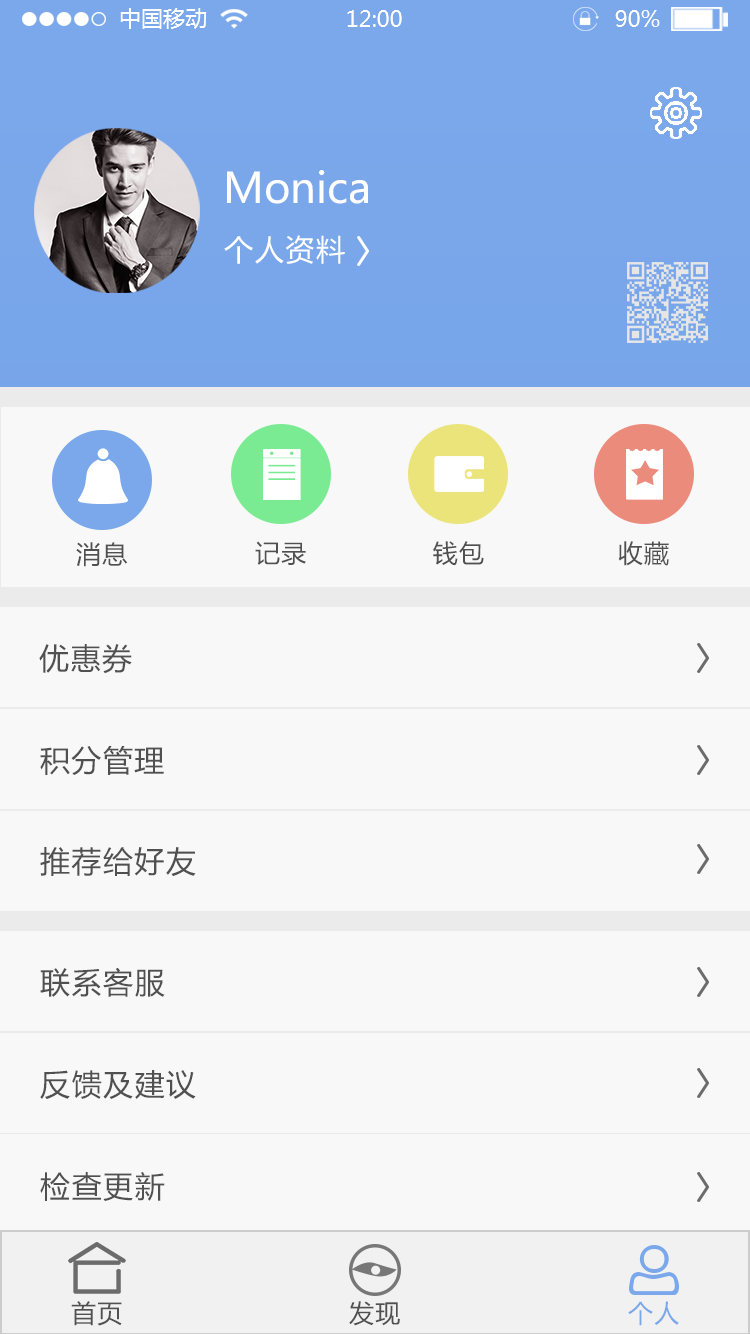 中国移动 12:00 90%
Monica
个人资料
消息 记录 钱包 收藏
优惠券
积分管理
推荐给好友
联系客服
反馈及建议
检查更新
首页 发现 个人